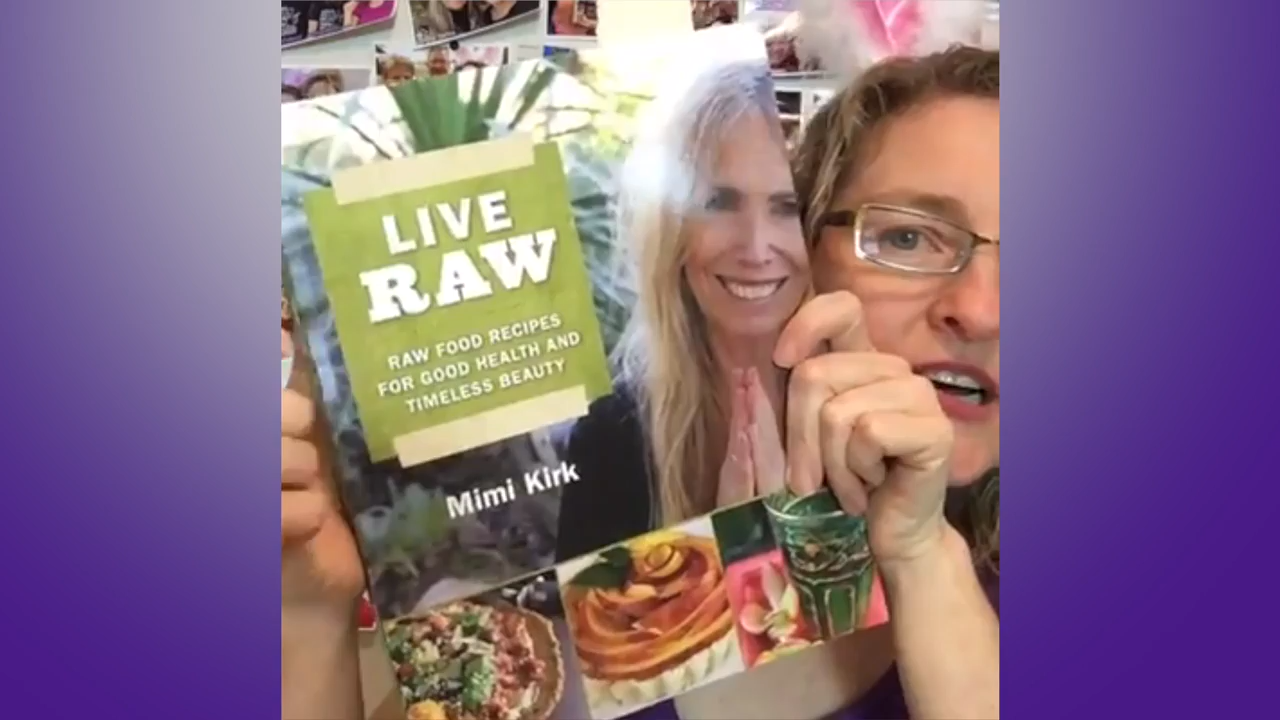 LIVE
RAW
RAW FOOD RECIPES
FOR GOOD HEALTH AND
TIMELESS BEAUTY
Mimi Kirk